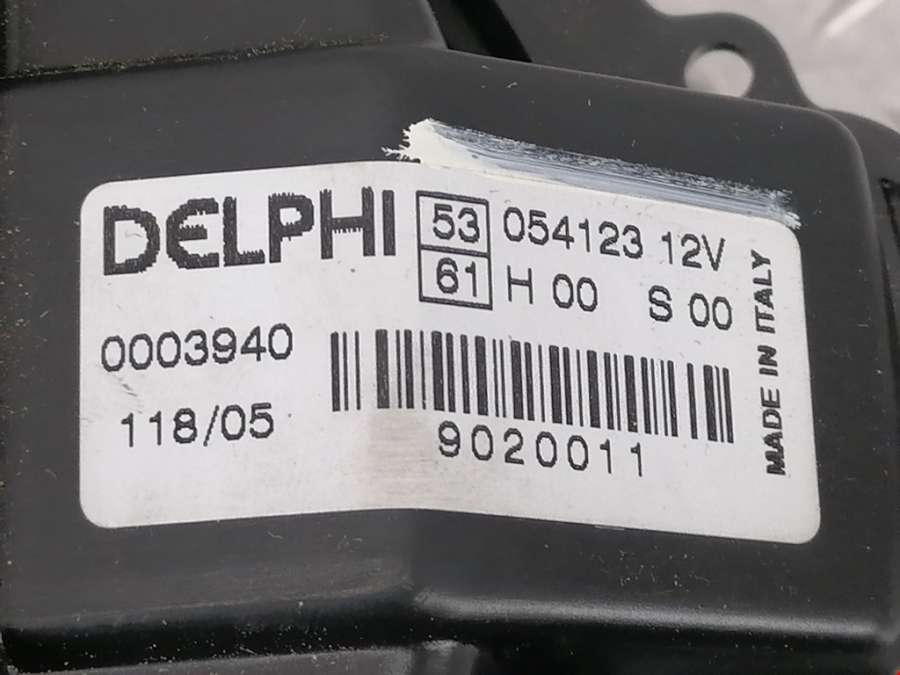 DELPHI
53 054123 12V
61 H 00 S 00
0003940
118/05
9020011
MADE IN ITALY